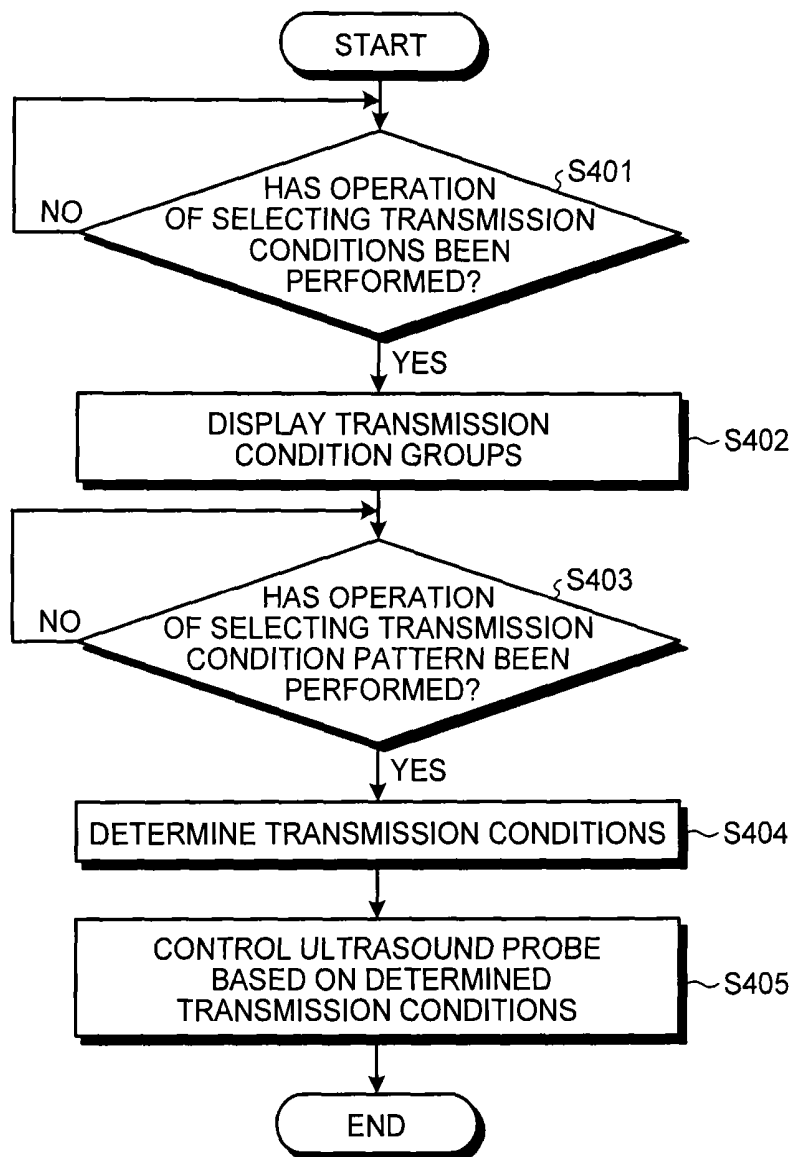 START
S401
HAS OPERATION
OF SELECTING TRANSMISSION
CONDITIONS BEEN
PERFORMED?
NO
YES
DISPLAY TRANSMISSION
CONDITION GROUPS
S402
S403
HAS OPERATION
OF SELECTING TRANSMISSION
CONDITION PATTERN BEEN
PERFORMED?
NO
YES
DETERMINE TRANSMISSION CONDITIONS
S404
CONTROL ULTRASOUND PROBE
BASED ON DETERMINED
TRANSMISSION CONDITIONS
S405
END